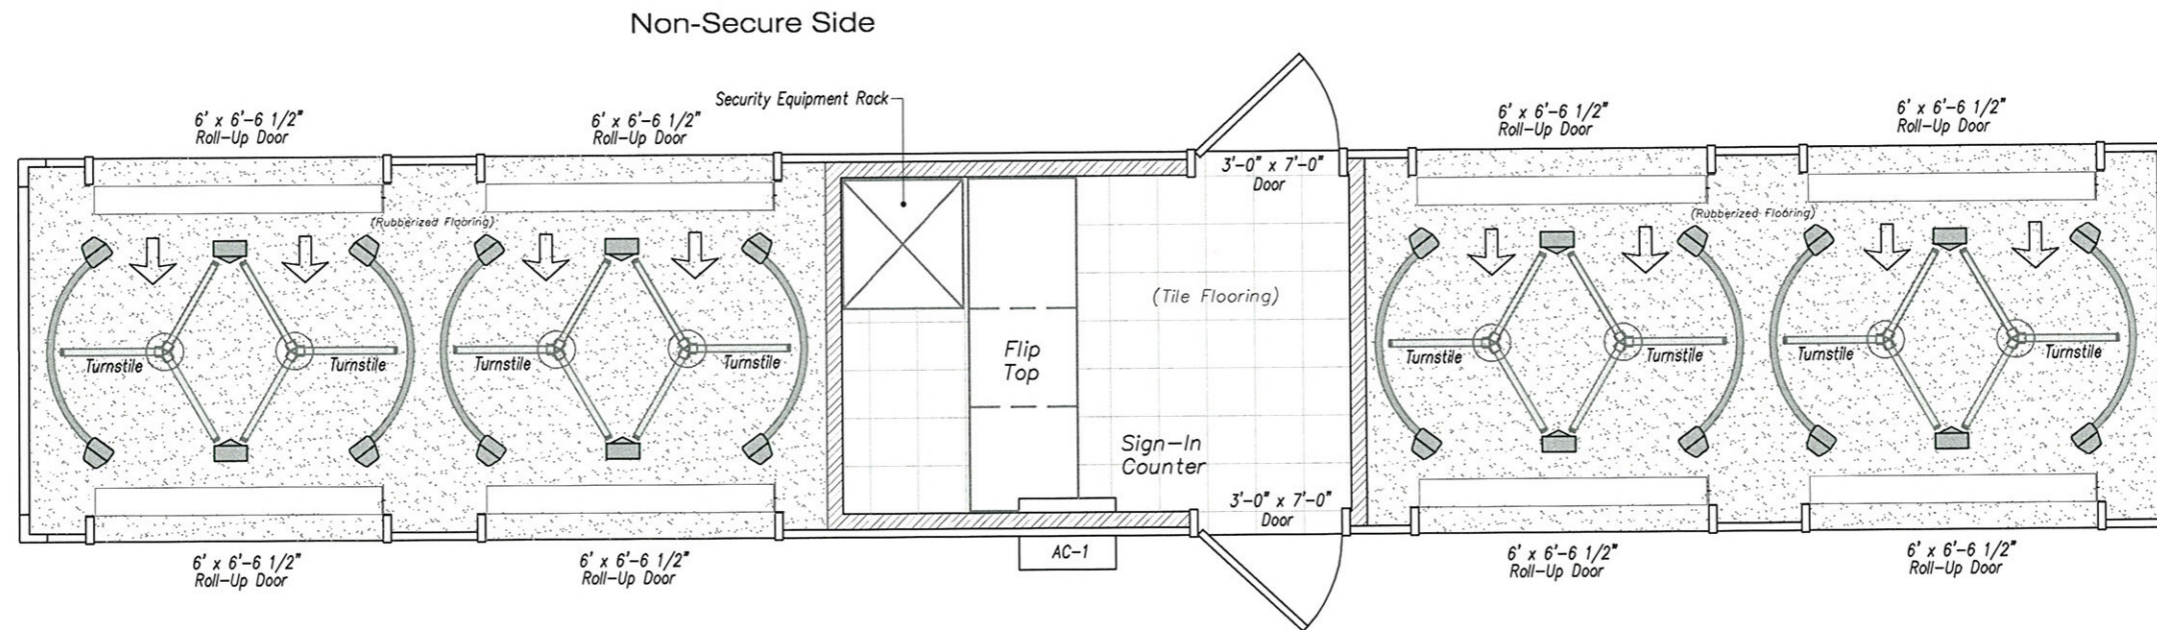 Non-Secure Side
Security Equipment Rack
6' x 6'-6 1/2"
Roll-Up Door
6' x 6'-6 1/2"
Roll-Up Door
6' x 6'-6 1/2"
Roll-Up Door
6' x 6'-6 1/2"
Roll-Up Door
3'-0" x 7'-0"
Door
(Rubberized Flooring)
(Rubberized Flooring)
(Tile Flooring)
Turnstile
Turnstile
Turnstile
Turnstile
Flip
Top
Turnstile
Turnstile
Turnstile
Turnstile
Sign-In
Counter
3'-0" x 7'-0"
Door
AC-1
6' x 6'-6 1/2"
Roll-Up Door
6' x 6'-6 1/2"
Roll-Up Door
6' x 6'-6 1/2"
Roll-Up Door
6' x 6'-6 1/2"
Roll-Up Door